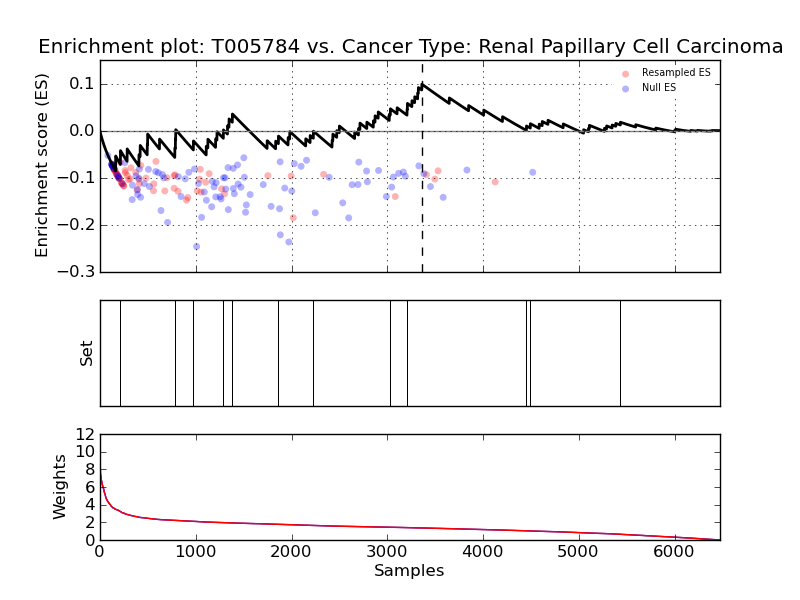 Enrichment plot: T005784 vs. Cancer Type: Renal Papillary Cell Carcinoma
Enrichment score (ES)
0.1
0.0
−0.1
−0.2
−0.3
Resampled ES
Null ES
Set
Weights
12
10
8
6
4
2
0
0 1000 2000 3000 4000 5000 6000
Samples